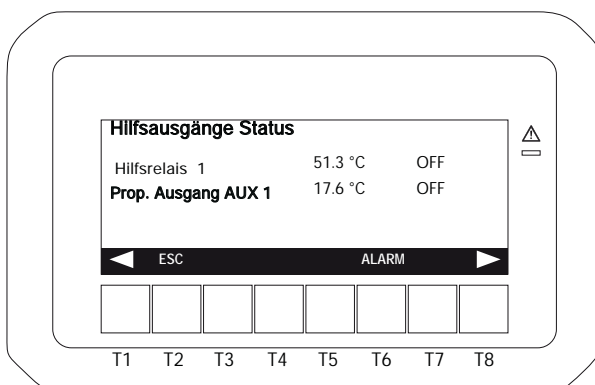 Hilfsausgänge Status
Hilfsrelais 1 51.3 °C OFF
Prop. Ausgang AUX 1 17.6 °C OFF
ESC ALARM
T1 T2 T3 T4 T5 T6 T7 T8